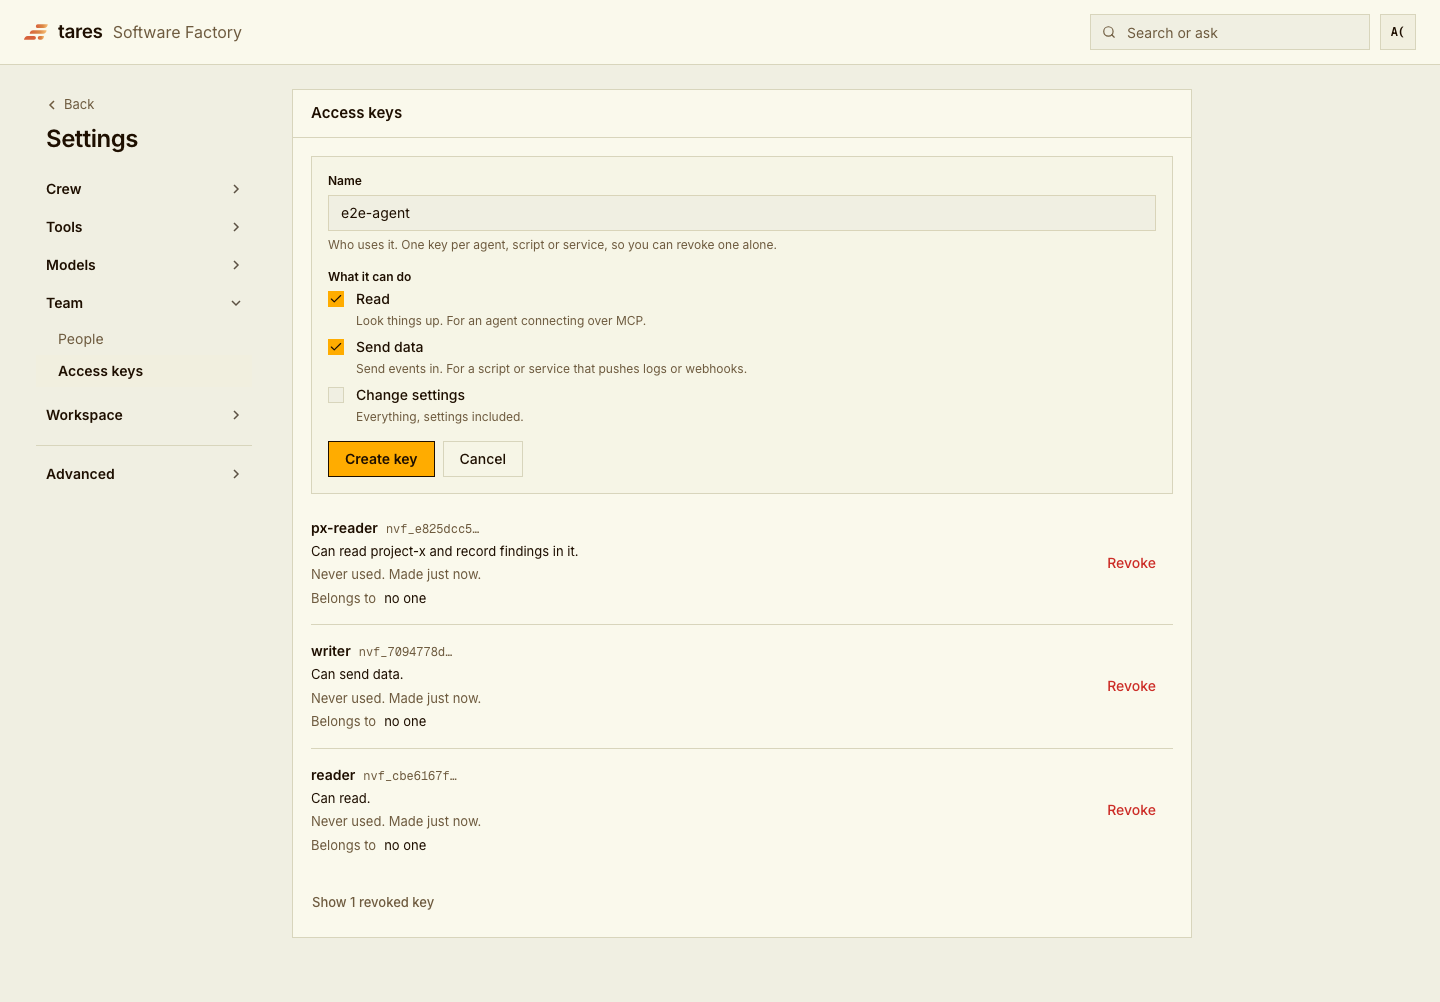 tares Software Factory
Search or ask
A(
Back
Settings
Crew
Tools
Models
Team
People
Access keys
Workspace
Advanced
Access keys
Name
e2e-agent
Who uses it. One key per agent, script or service, so you can revoke one alone.
What it can do
Read
Look things up. For an agent connecting over MCP.
Send data
Send events in. For a script or service that pushes logs or webhooks.
Change settings
Everything, settings included.
Create key
Cancel
px-reader nvf_e825dcc5…
Can read project-x and record findings in it.
Never used. Made just now.
Belongs to no one
Revoke
writer nvf_7094778d…
Can send data.
Never used. Made just now.
Belongs to no one
Revoke
reader nvf_cbe6167f…
Can read.
Never used. Made just now.
Belongs to no one
Revoke
Show 1 revoked key